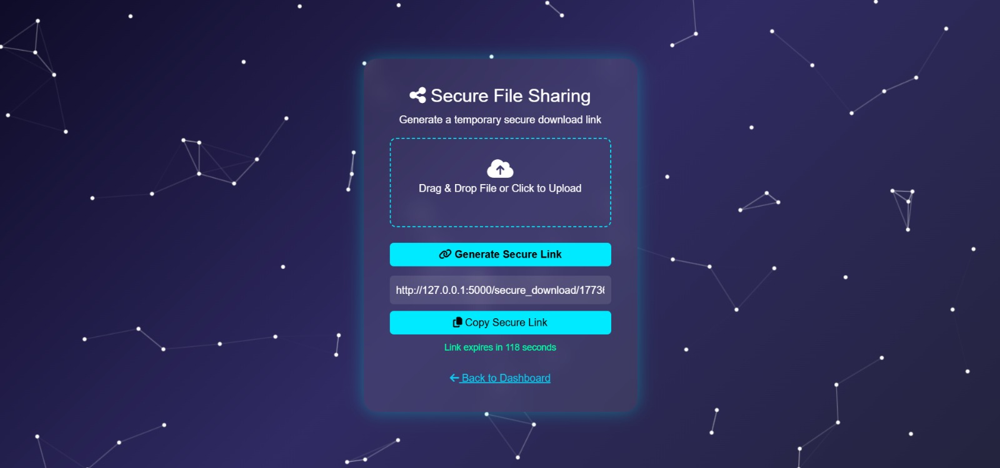 Secure File Sharing
Generate a temporary secure download link
Drag & Drop File or Click to Upload
Generate Secure Link
http://127.0.0.1:5000/secure_download/1773
Copy Secure Link
Link expires in 118 seconds
Back to Dashboard